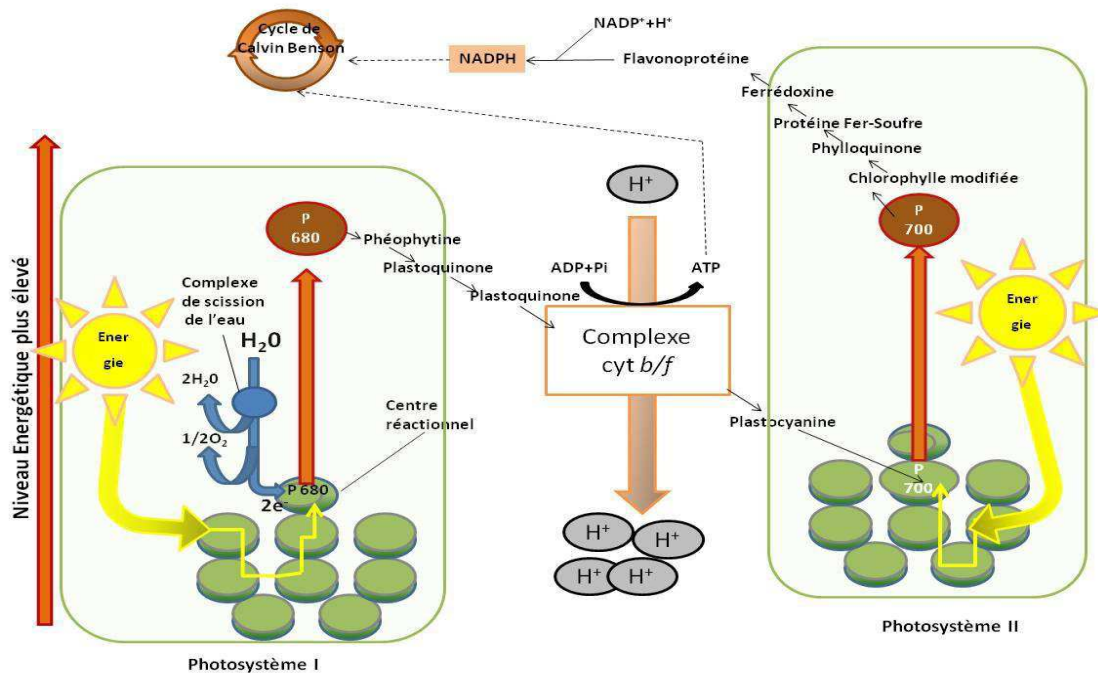 Cycle de
Calvin Benson
NADP⁺+H⁺
NADPH
Flavonoprotéine
Ferrédoxine
Protéine Fer-Soufre
Phylloquinone
Chlorophylle modifiée
P
700
H⁺
P
680
Phéophytine
Plastoquinone
Plastoquinone
ADP+Pi
ATP
Complexe
cyt b/f
Plastocyanine
Niveau Energétique plus élevé
Ener
gie
Complexe
de scission
de l'eau
H₂0
2H₂0
1/2O₂
2e⁻
Centre
réactionnel
P 680
Ener
gie
P
700
H⁺
H⁺
H⁺
H⁺
Photosystème I
Photosystème II